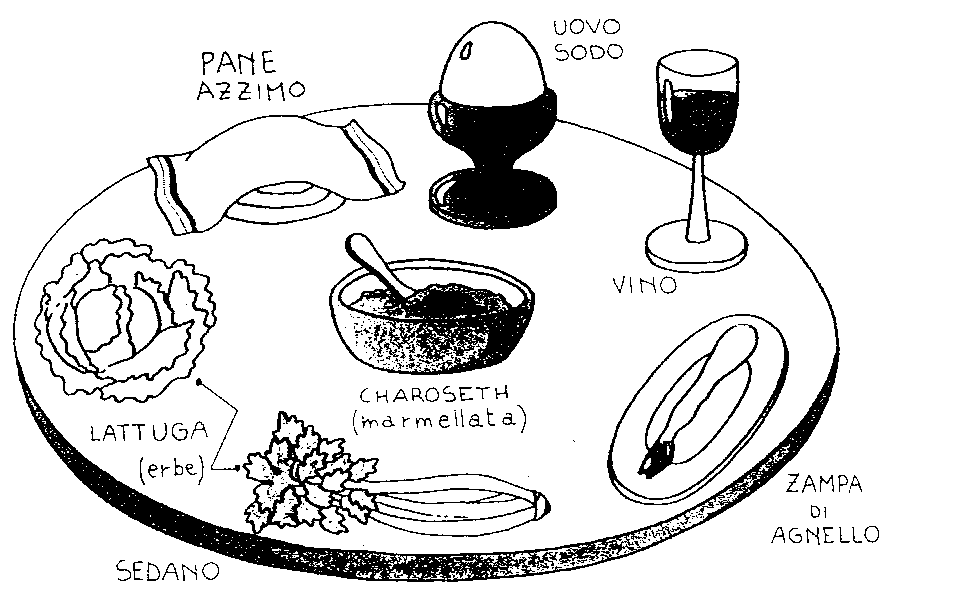 UOVO
SODO
PANE
AZZIMO
VINO
CHAROSETH
(marmellata)
LATTUGA
(erbe)
ZAMPA
DI
AGNELLO
SEDANO